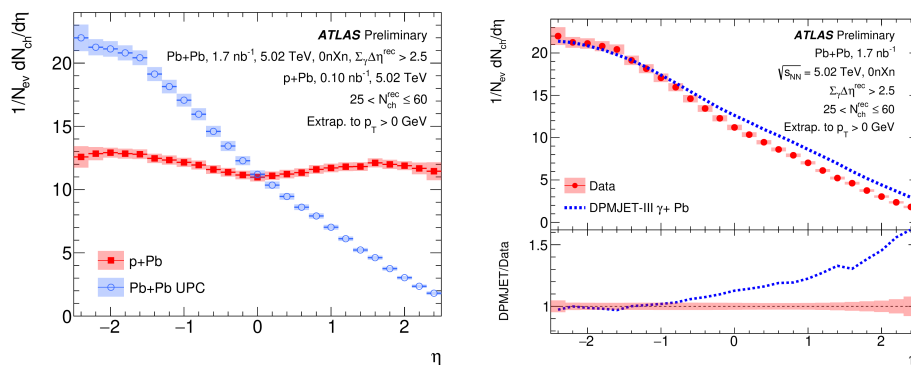 ATLAS Preliminary
Pb+Pb, 1.7 nb⁻¹, 5.02 TeV, 0nXn, Σ_γΔη^rec > 2.5
p+Pb, 0.10 nb⁻¹, 5.02 TeV
25 < N_ch^rec ≤ 60
Extrap. to p_T > 0 GeV
1/N_ev dN_ch/dη
20
15
10
5
0
p+Pb
Pb+Pb UPC
−2 −1 0 1 2
η
ATLAS Preliminary
Pb+Pb, 1.7 nb⁻¹
√s_NN = 5.02 TeV, 0nXn
Σ_γΔη^rec > 2.5
25 < N_ch^rec ≤ 60
Extrap. to p_T > 0 GeV
1/N_ev dN_ch/dη
25
20
15
10
5
0
Data
DPMJET-III γ+ Pb
DPMJET/Data
1.5
1
−2 −1 0 1 2